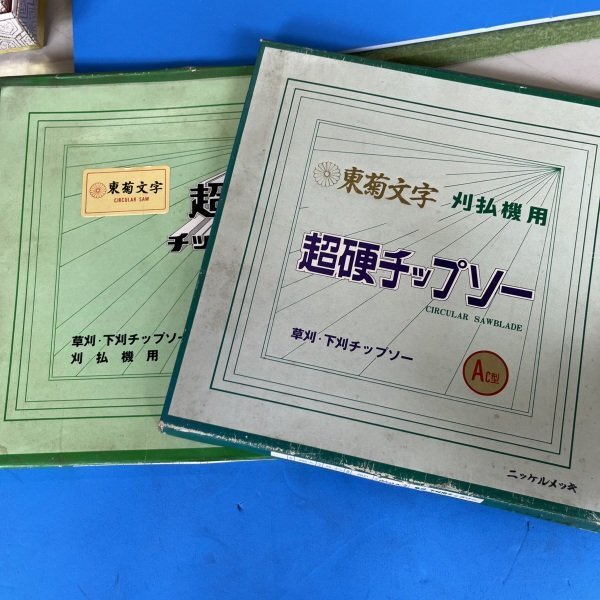 東菊文字
CIRCULAR SAW
超
チッ
草刈・下刈チップソー
刈払機用
東菊文字 刈払機用
超硬チップソー
CIRCULAR SAWBLADE
草刈・下刈チップソー
AC型
ニッケルメッキ